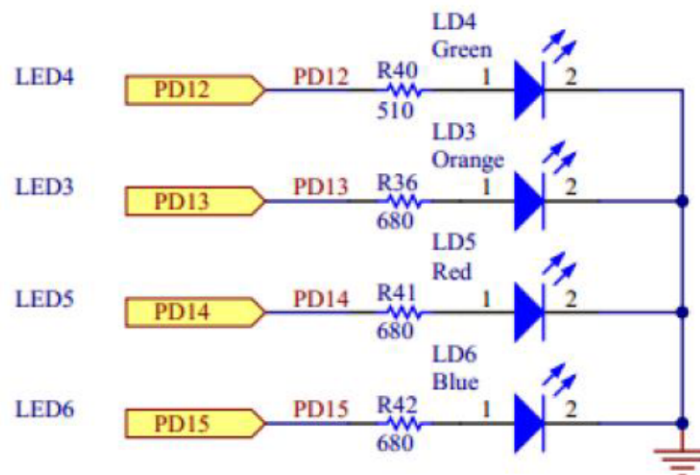 LD4
Green
LED4 PD12 PD12 R40 1 2
510
LD3
Orange
LED3 PD13 PD13 R36 1 2
680
LD5
Red
LED5 PD14 PD14 R41 1 2
680
LD6
Blue
LED6 PD15 PD15 R42 1 2
680